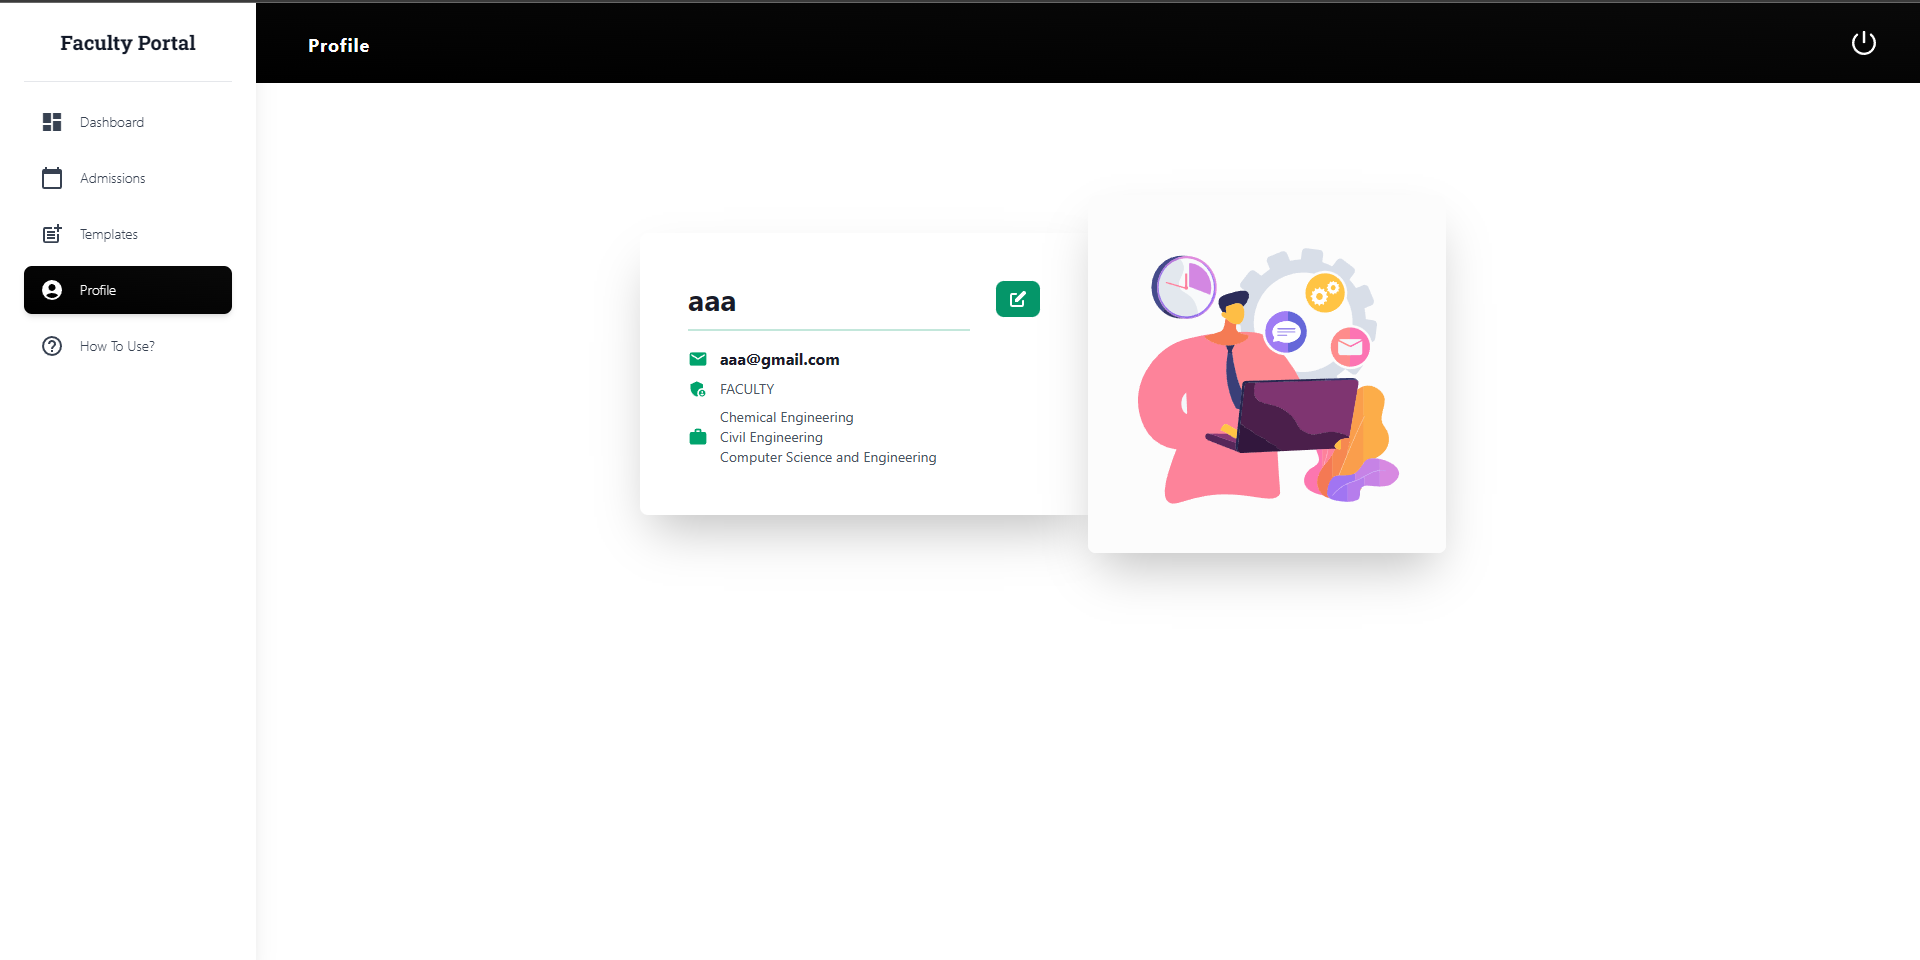 Faculty Portal
Dashboard
Admissions
Templates
Profile
How To Use?
Profile
aaa
aaa@gmail.com
FACULTY
Chemical Engineering
Civil Engineering
Computer Science and Engineering